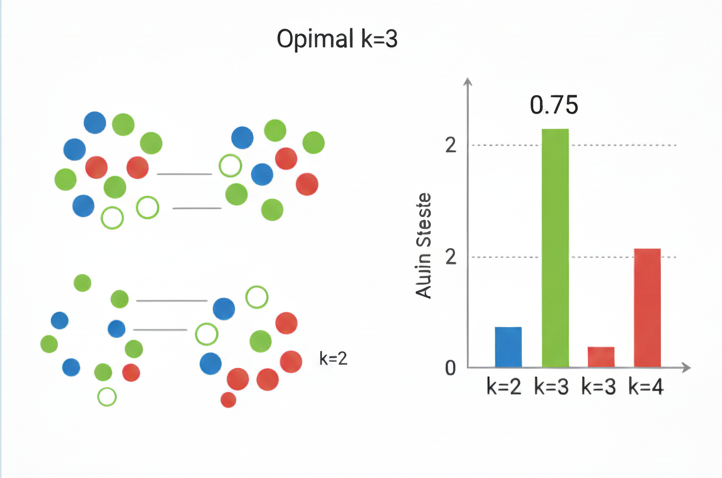 Opimal k=3
k=2
0.75
2
2
0
Auin Steste
k=2 k=3 k=3 k=4